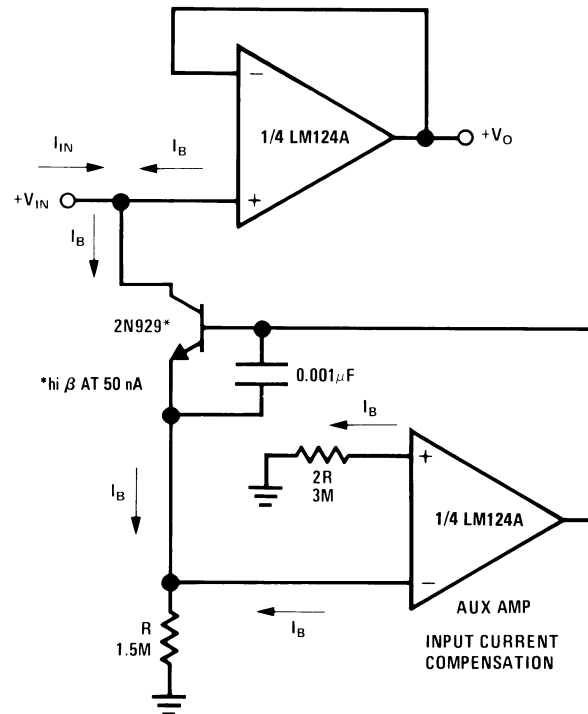 −
1/4 LM124A
+V_O
I_IN
I_B
+
+V_IN
I_B
2N929*
*hi β AT 50 nA
0.001μF
I_B
2R
3M
+
1/4 LM124A
I_B
−
AUX AMP
INPUT CURRENT
COMPENSATION
I_B
R
1.5M